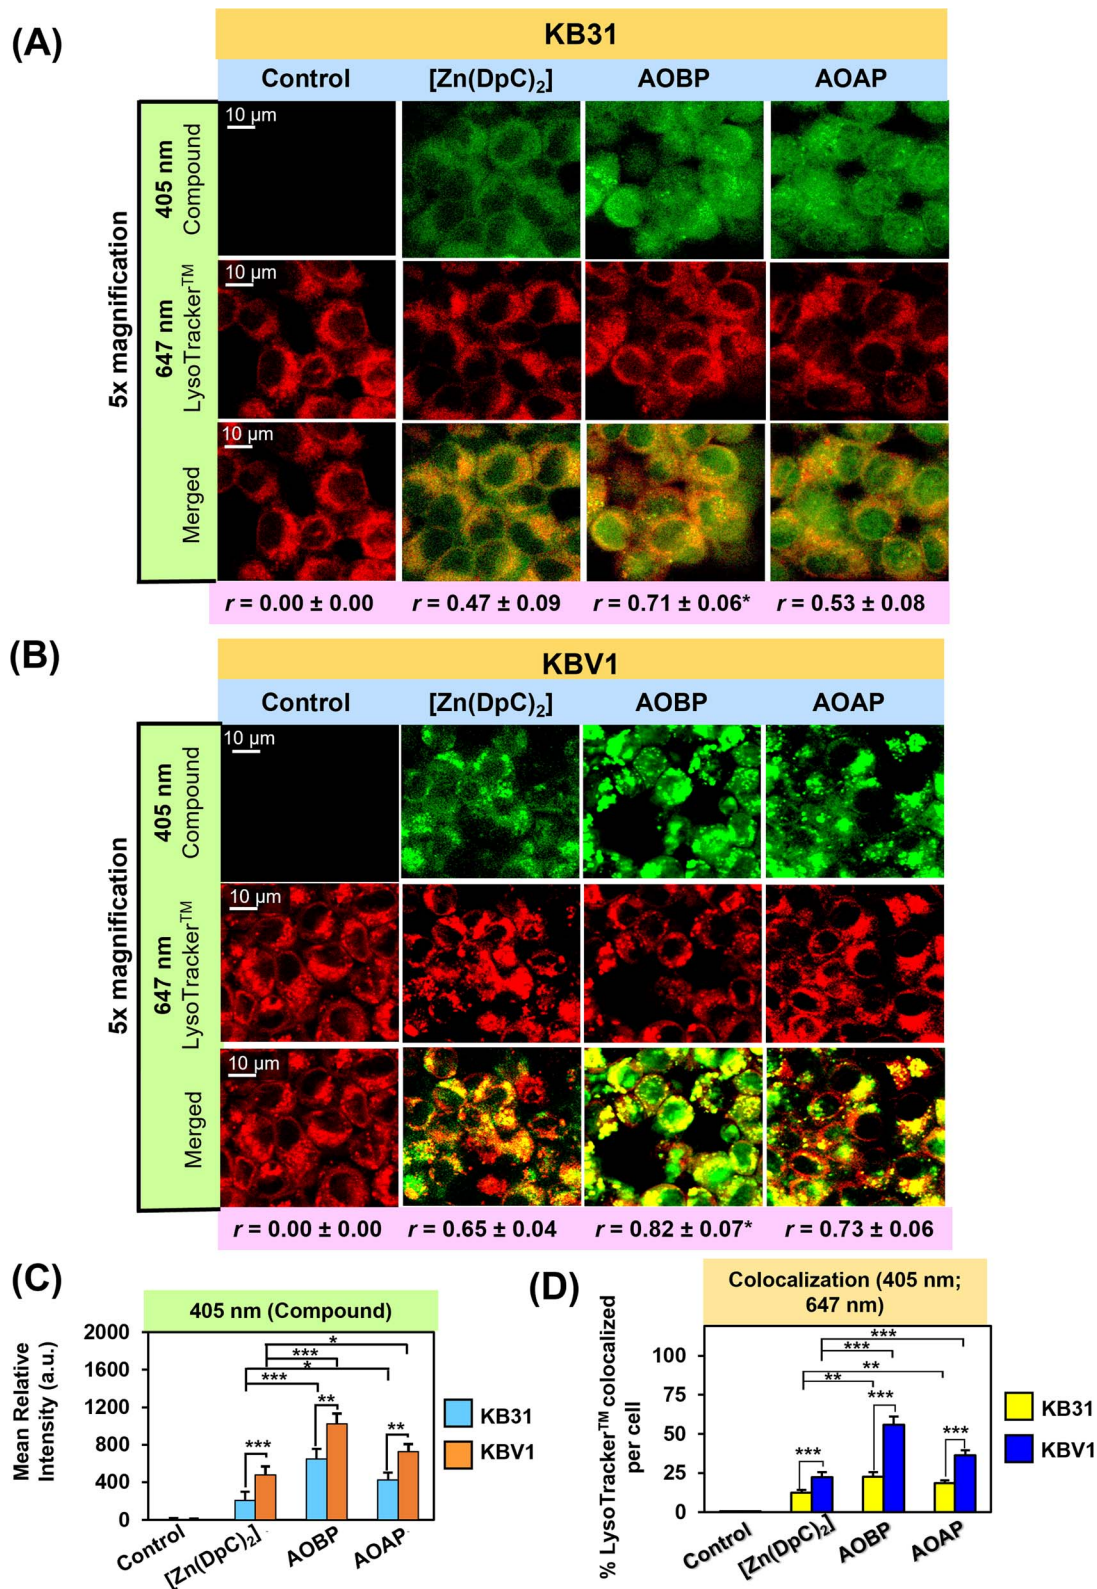 (A)
KB31
Control [Zn(DpC)₂] AOBP AOAP
5x magnification
405 nm
Compound
10 µm
647 nm
LysoTracker™
10 µm
Merged
10 µm
r = 0.00 ± 0.00 r = 0.47 ± 0.09 r = 0.71 ± 0.06* r = 0.53 ± 0.08
(B)
KBV1
Control [Zn(DpC)₂] AOBP AOAP
5x magnification
405 nm
Compound
10 µm
647 nm
LysoTracker™
10 µm
Merged
10 µm
r = 0.00 ± 0.00 r = 0.65 ± 0.04 r = 0.82 ± 0.07* r = 0.73 ± 0.06
(C)
405 nm (Compound)
Mean Relative
Intensity (a.u.)
2000
1600
1200
800
400
0
*
***
*
***
**
**
***
Control [Zn(DpC)₂] AOBP AOAP
KB31
KBV1
(D)
Colocalization (405 nm;
647 nm)
% LysoTracker™ colocalized
per cell
100
75
50
25
0
***
***
**
**
***
***
***
Control [Zn(DpC)₂] AOBP AOAP
KB31
KBV1